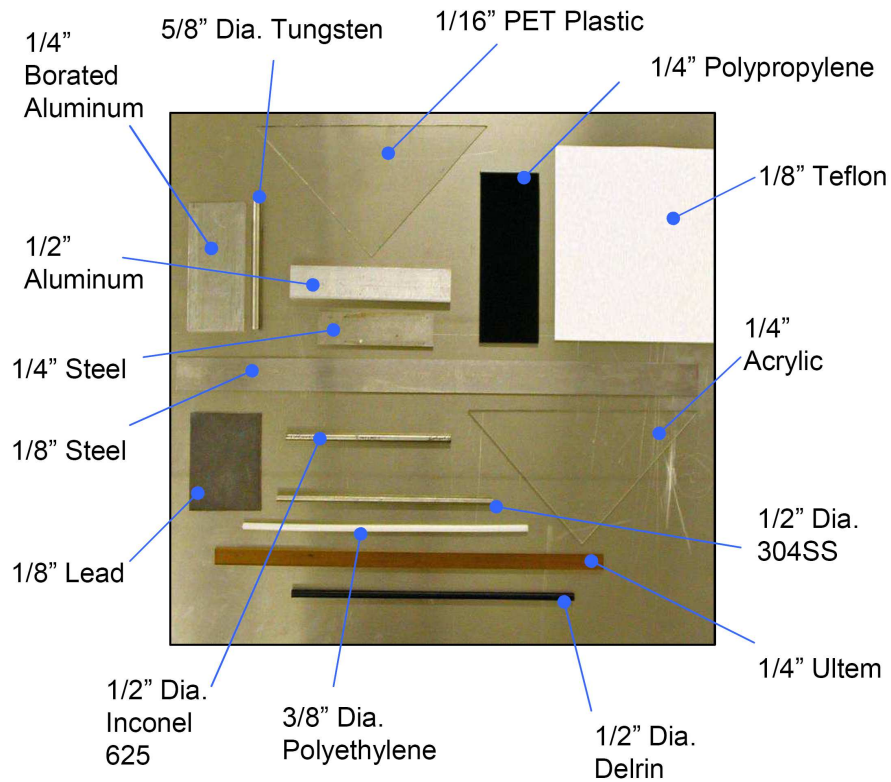 5/8” Dia. Tungsten
1/16” PET Plastic
1/4”
Borated
Aluminum
1/4” Polypropylene
1/8” Teflon
1/2”
Aluminum
1/4”
Acrylic
1/4” Steel
1/8” Steel
1/2” Dia.
304SS
1/8” Lead
1/4” Ultem
1/2” Dia.
Inconel
625
3/8” Dia.
Polyethylene
1/2” Dia.
Delrin